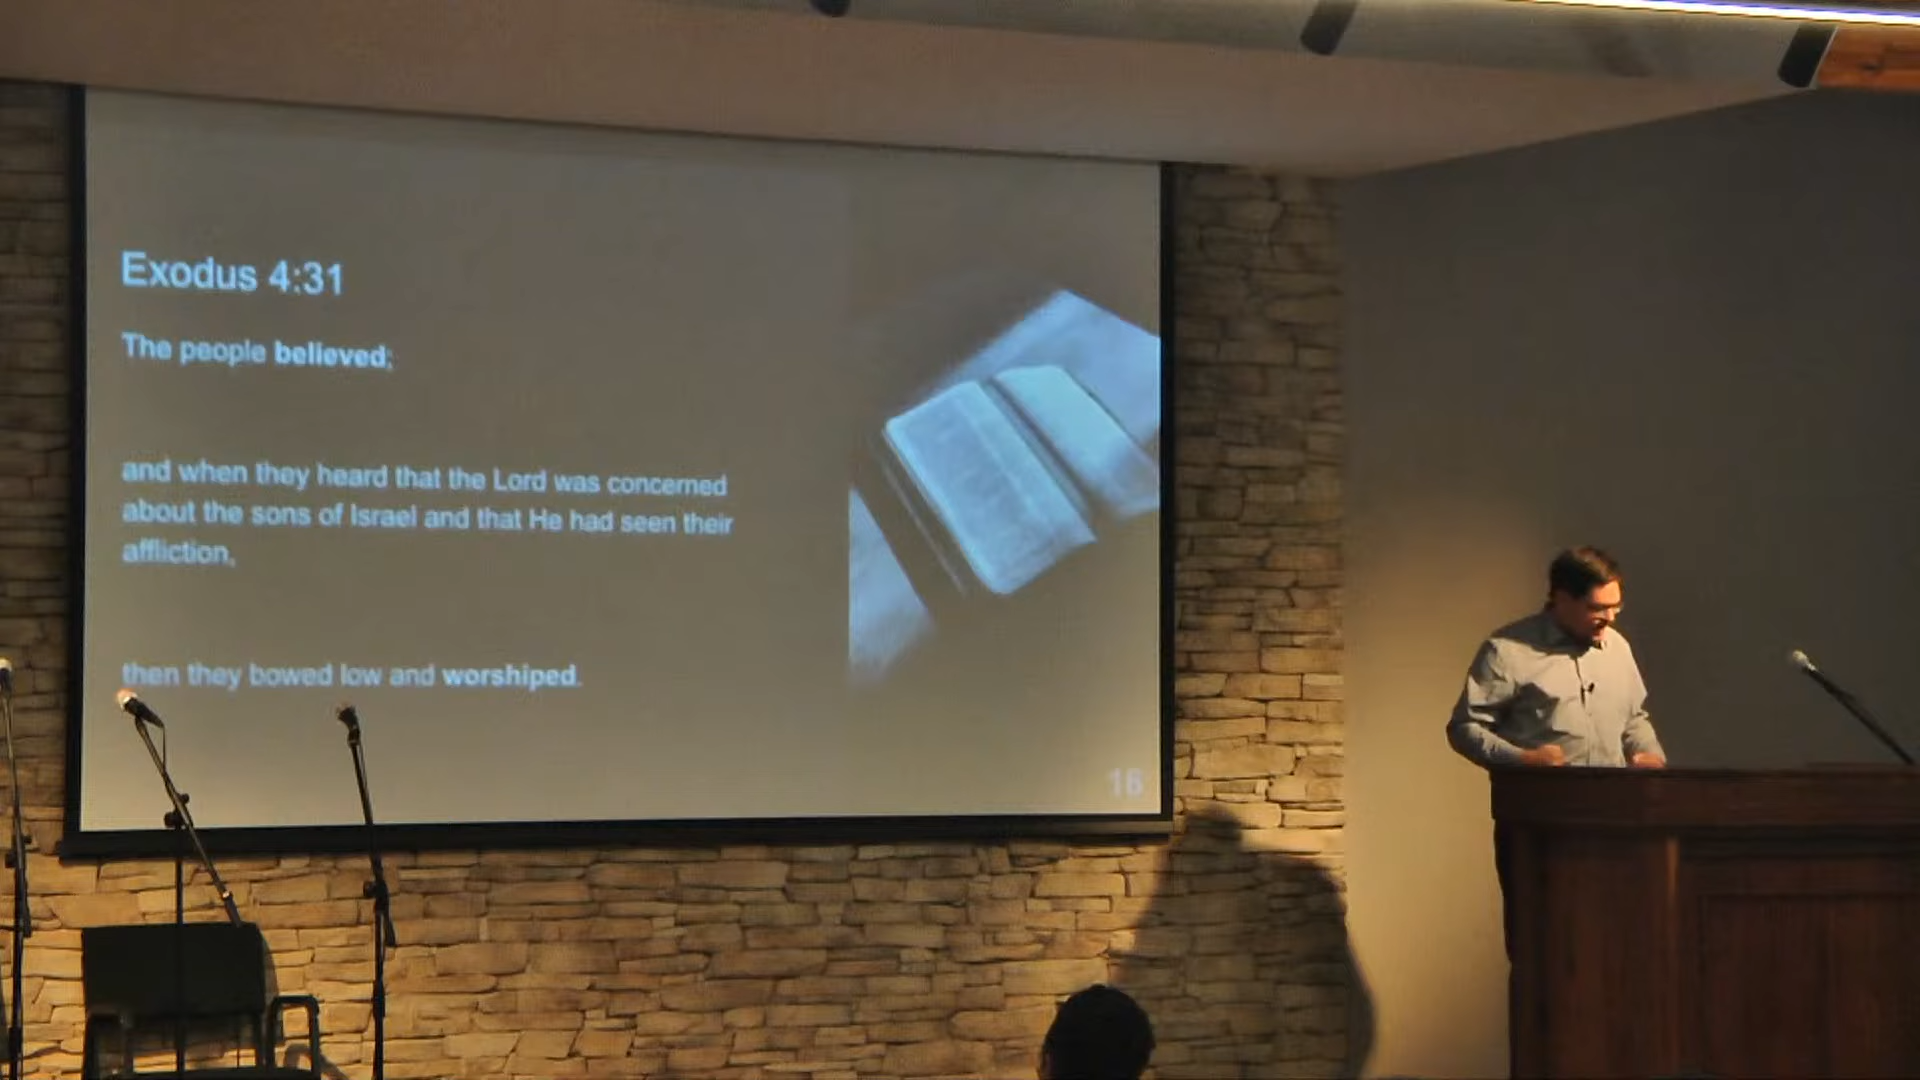 Exodus 4:31
The people believed;
and when they heard that the Lord was concerned
about the sons of Israel and that He had seen their
affliction,
then they bowed low and worshiped.
16